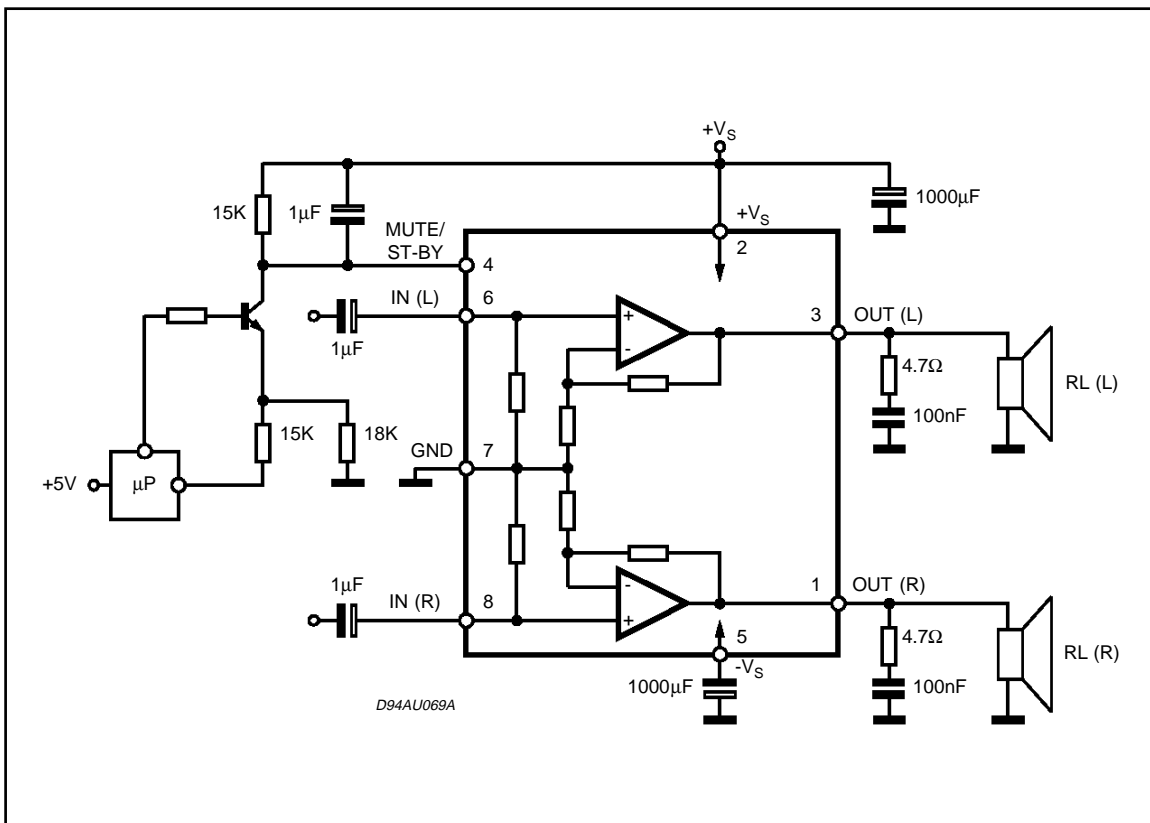 +VS
15K
1µF
1000µF
MUTE/
ST-BY
+VS
2
4
IN (L)
6
1µF
+
-
3
OUT (L)
4.7Ω
100nF
RL (L)
15K
18K
GND
7
+5V
µP
1µF
IN (R)
8
-
+
1
OUT (R)
5
-VS
4.7Ω
100nF
RL (R)
1000µF
D94AU069A